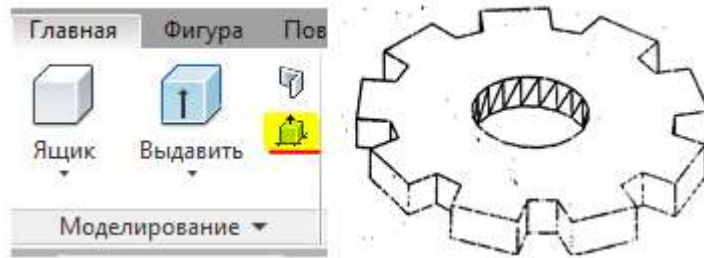 Главная Фигура Пов
Ящик Выдавить
Моделирование